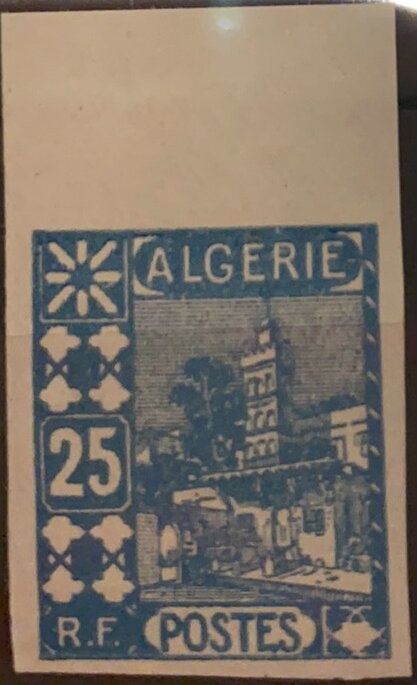 ALGERIE
25
R.F.
POSTES